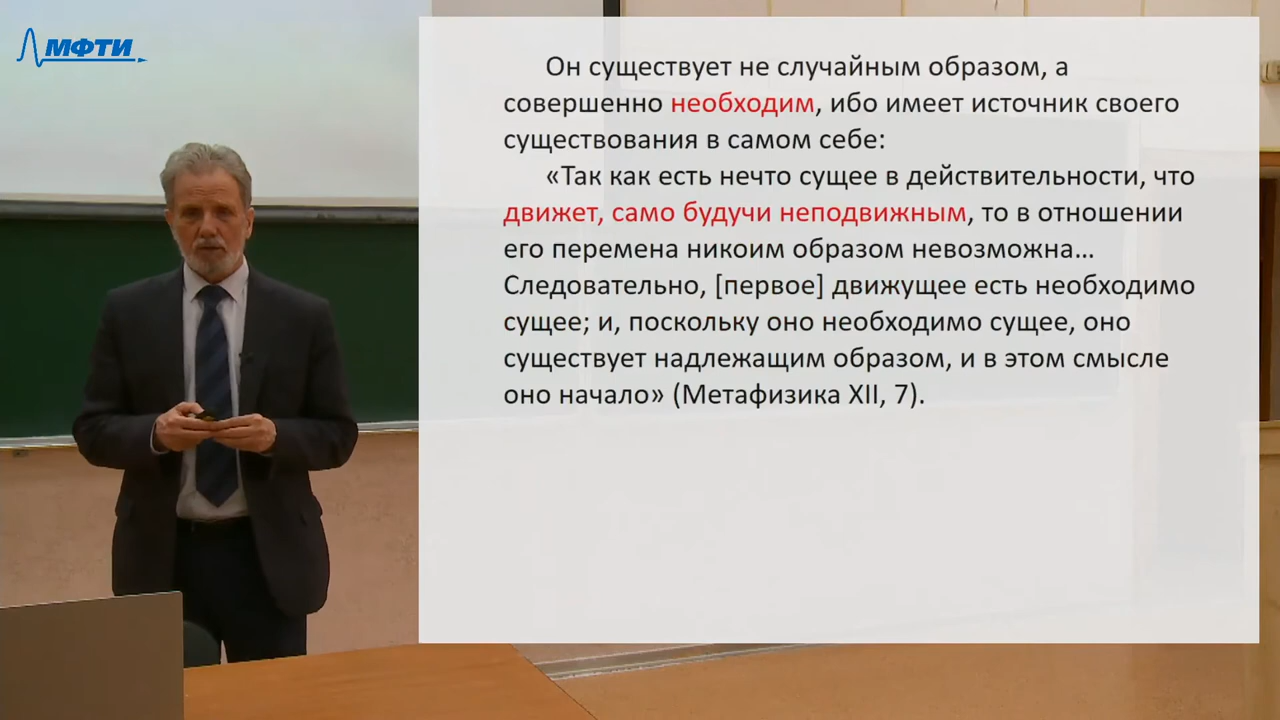 МФТИ
Он существует не случайным образом, а
совершенно необходим, ибо имеет источник своего
существования в самом себе:
«Так как есть нечто сущее в действительности, что
движет, само будучи неподвижным, то в отношении
его перемена никоим образом невозможна…
Следовательно, [первое] движущее есть необходимо
сущее; и, поскольку оно необходимо сущее, оно
существует надлежащим образом, и в этом смысле
оно начало» (Метафизика XII, 7).